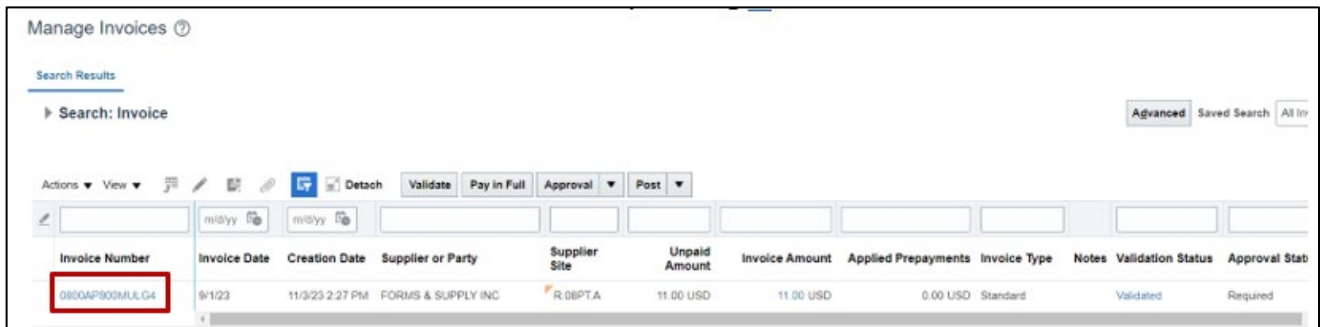 Manage Invoices
Search Results
Search: Invoice
Advanced Saved Search
Actions View Detach Validate Pay in Full Approval Post
m/d/yy m/d/yy
Invoice Number Invoice Date Creation Date Supplier or Party Supplier Site Unpaid Amount Invoice Amount Applied Prepayments Invoice Type Notes Validation Status Approval
0800AP800MULG4 9/1/23 11/3/23 2:27 PM FORMS & SUPPLY INC R.08PT.A 11.00 USD 11.00 USD 0.00 USD Standard Validated Required